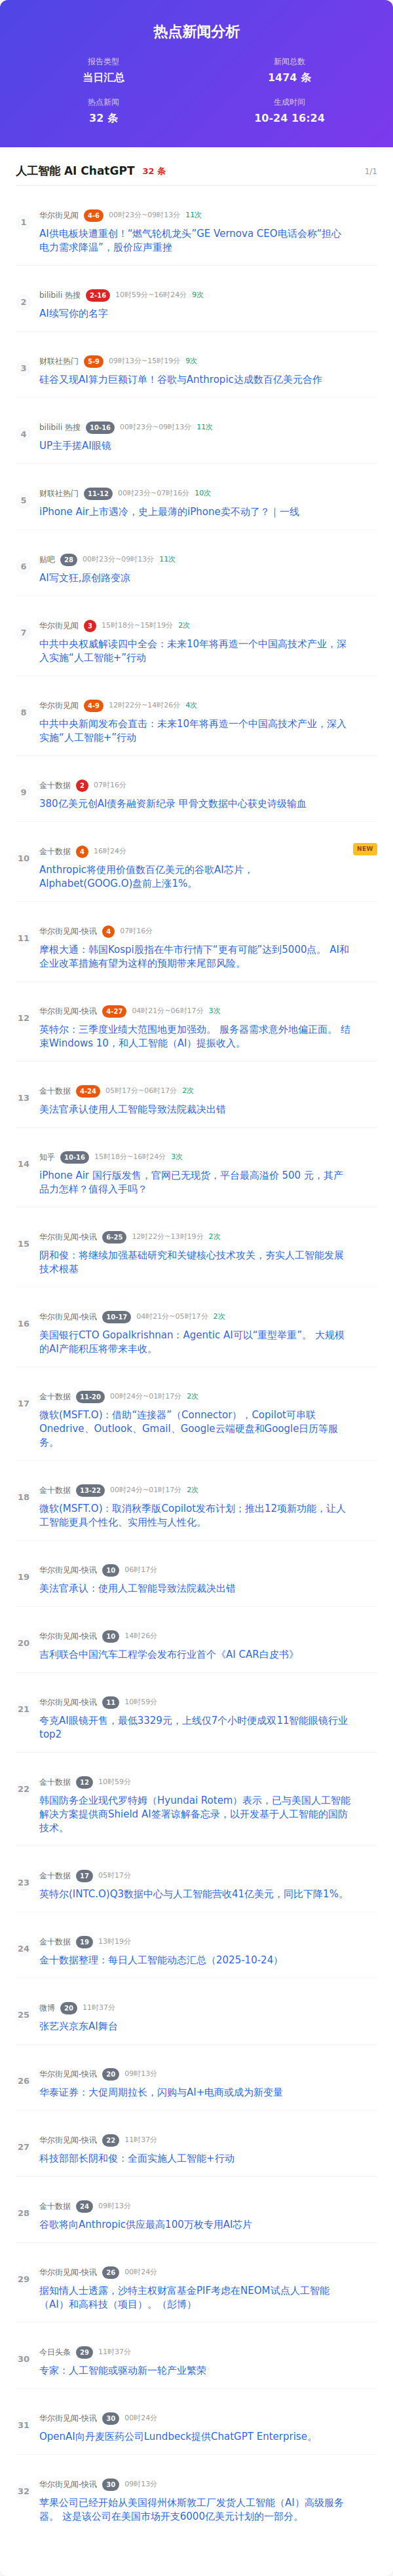 热点新闻分析
报告类型
当日汇总
新闻总数
1474 条
热点新闻
32 条
生成时间
10-24 16:24
人工智能 AI ChatGPT 32 条 1/1
1
华尔街见闻 4-6 00时23分~09时13分 11次
AI供电板块遭重创！“燃气轮机龙头”GE Vernova CEO电话会称“担心
电力需求降温”，股价应声重挫
2
bilibili 热搜 2-16 10时59分~16时24分 9次
AI续写你的名字
3
财联社热门 5-9 09时13分~15时19分 9次
硅谷又现AI算力巨额订单！谷歌与Anthropic达成数百亿美元合作
4
bilibili 热搜 10-16 00时23分~09时13分 11次
UP主手搓AI眼镜
5
财联社热门 11-12 00时23分~07时16分 10次
iPhone Air上市遇冷，史上最薄的iPhone卖不动了？｜一线
6
贴吧 28 00时23分~09时13分 11次
AI写文狂,原创路变凉
7
华尔街见闻 3 15时18分~15时19分 2次
中共中央权威解读四中全会：未来10年将再造一个中国高技术产业，深
入实施“人工智能+”行动
8
华尔街见闻 4-9 12时22分~14时26分 4次
中共中央新闻发布会直击：未来10年将再造一个中国高技术产业，深入
实施“人工智能+”行动
9
金十数据 2 07时16分
380亿美元创AI债务融资新纪录 甲骨文数据中心获史诗级输血
10
金十数据 4 16时24分
NEW
Anthropic将使用价值数百亿美元的谷歌AI芯片，
Alphabet(GOOG.O)盘前上涨1%。
11
华尔街见闻-快讯 4 07时16分
摩根大通：韩国Kospi股指在牛市行情下“更有可能”达到5000点。 AI和
企业改革措施有望为这样的预期带来尾部风险。
12
华尔街见闻-快讯 4-27 04时21分~06时17分 3次
英特尔：三季度业绩大范围地更加强劲。 服务器需求意外地偏正面。 结
束Windows 10，和人工智能（AI）提振收入。
13
金十数据 4-24 05时17分~06时17分 2次
美法官承认使用人工智能导致法院裁决出错
14
知乎 10-16 15时18分~16时24分 3次
iPhone Air 国行版发售，官网已无现货，平台最高溢价 500 元，其产
品力怎样？值得入手吗？
15
华尔街见闻-快讯 6-25 12时22分~13时19分 2次
阴和俊：将继续加强基础研究和关键核心技术攻关，夯实人工智能发展
技术根基
16
华尔街见闻-快讯 10-17 04时21分~05时17分 2次
美国银行CTO Gopalkrishnan：Agentic AI可以“重型举重”。 大规模
的AI产能积压将带来丰收。
17
金十数据 11-20 00时24分~01时17分 2次
微软(MSFT.O)：借助“连接器”（Connector），Copilot可串联
Onedrive、Outlook、Gmail、Google云端硬盘和Google日历等服
务。
18
金十数据 13-22 00时24分~01时17分 2次
微软(MSFT.O)：取消秋季版Copilot发布计划；推出12项新功能，让人
工智能更具个性化、实用性与人性化。
19
华尔街见闻-快讯 10 06时17分
美法官承认：使用人工智能导致法院裁决出错
20
华尔街见闻-快讯 10 14时26分
吉利联合中国汽车工程学会发布行业首个《AI CAR白皮书》
21
华尔街见闻-快讯 11 10时59分
夸克AI眼镜开售，最低3329元，上线仅7个小时便成双11智能眼镜行业
top2
22
金十数据 12 10时59分
韩国防务企业现代罗特姆（Hyundai Rotem）表示，已与美国人工智能
解决方案提供商Shield AI签署谅解备忘录，以开发基于人工智能的国防
技术。
23
金十数据 17 05时17分
英特尔(INTC.O)Q3数据中心与人工智能营收41亿美元，同比下降1%。
24
金十数据 19 13时19分
金十数据整理：每日人工智能动态汇总（2025-10-24）
25
微博 20 11时37分
张艺兴京东AI舞台
26
华尔街见闻-快讯 20 09时13分
华泰证券：大促周期拉长，闪购与AI+电商或成为新变量
27
华尔街见闻-快讯 22 11时37分
科技部部长阴和俊：全面实施人工智能+行动
28
金十数据 24 09时13分
谷歌将向Anthropic供应最高100万枚专用AI芯片
29
华尔街见闻-快讯 26 00时24分
据知情人士透露，沙特主权财富基金PIF考虑在NEOM试点人工智能
（AI）和高科技（项目）。（彭博）
30
今日头条 29 11时37分
专家：人工智能或驱动新一轮产业繁荣
31
华尔街见闻-快讯 30 00时24分
OpenAI向丹麦医药公司Lundbeck提供ChatGPT Enterprise。
32
华尔街见闻-快讯 30 09时13分
苹果公司已经开始从美国得州休斯敦工厂发货人工智能（AI）高级服务
器。 这是该公司在美国市场开支6000亿美元计划的一部分。